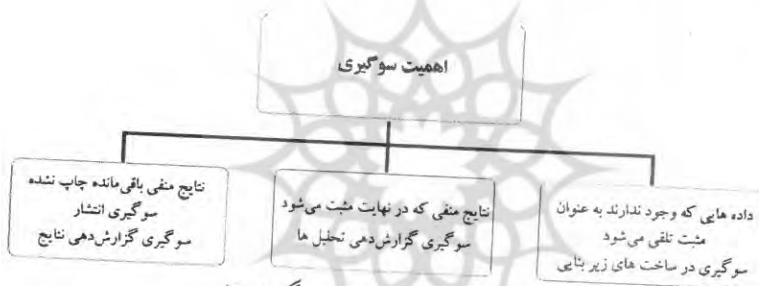 اهمیت سوگیری
داده هایی که وجود ندارند به عنوان
مثبت تلقی می‌شود
سوگیری در ساخت های زیر بنایی
نتایج منفی که در نهایت مثبت می‌شود
سوگیری گزارش‌دهی تحلیل ها
نتایج منفی باقی‌مانده چاپ نشده
سوگیری انتشار
سوگیری گزارش‌دهی نتایج